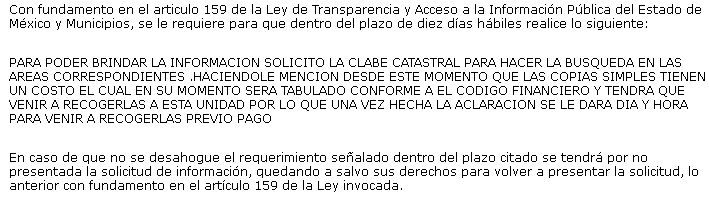 Con fundamento en el articulo 159 de la Ley de Transparencia y Acceso a la Información Pública del Estado de
México y Municipios, se le requiere para que dentro del plazo de diez días hábiles realice lo siguiente:
PARA PODER BRINDAR LA INFORMACION SOLICITO LA CLABE CATASTRAL PARA HACER LA BUSQUEDA EN LAS
AREAS CORRESPONDIENTES .HACIENDOLE MENCION DESDE ESTE MOMENTO QUE LAS COPIAS SIMPLES TIENEN
UN COSTO EL CUAL EN SU MOMENTO SERA TABULADO CONFORME A EL CODIGO FINANCIERO Y TENDRA QUE
VENIR A RECOGERLAS A ESTA UNIDAD POR LO QUE UNA VEZ HECHA LA ACLARACION SE LE DARA DIA Y HORA
PARA VENIR A RECOGERLAS PREVIO PAGO
En caso de que no se desahogue el requerimiento señalado dentro del plazo citado se tendrá por no
presentada la solicitud de información, quedando a salvo sus derechos para volver a presentar la solicitud, lo
anterior con fundamento en el artículo 159 de la Ley invocada.